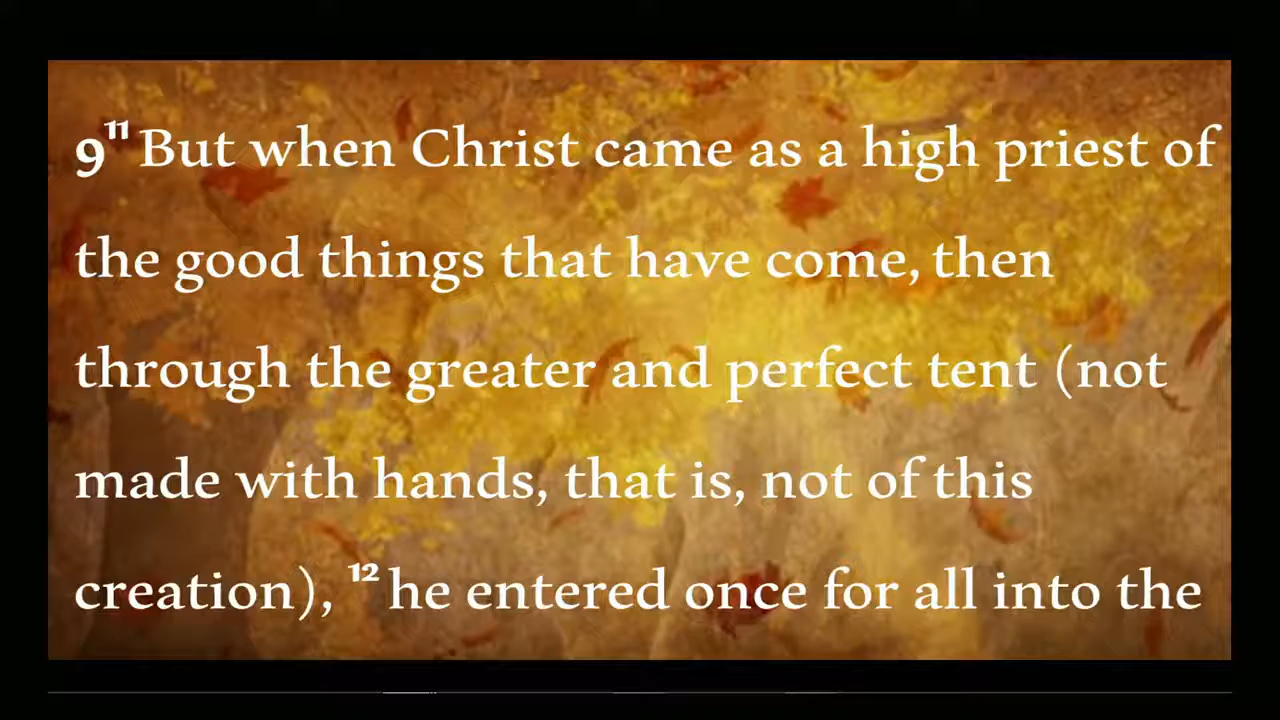 9¹¹ But when Christ came as a high priest of
the good things that have come, then
through the greater and perfect tent (not
made with hands, that is, not of this
creation), ¹² he entered once for all into the